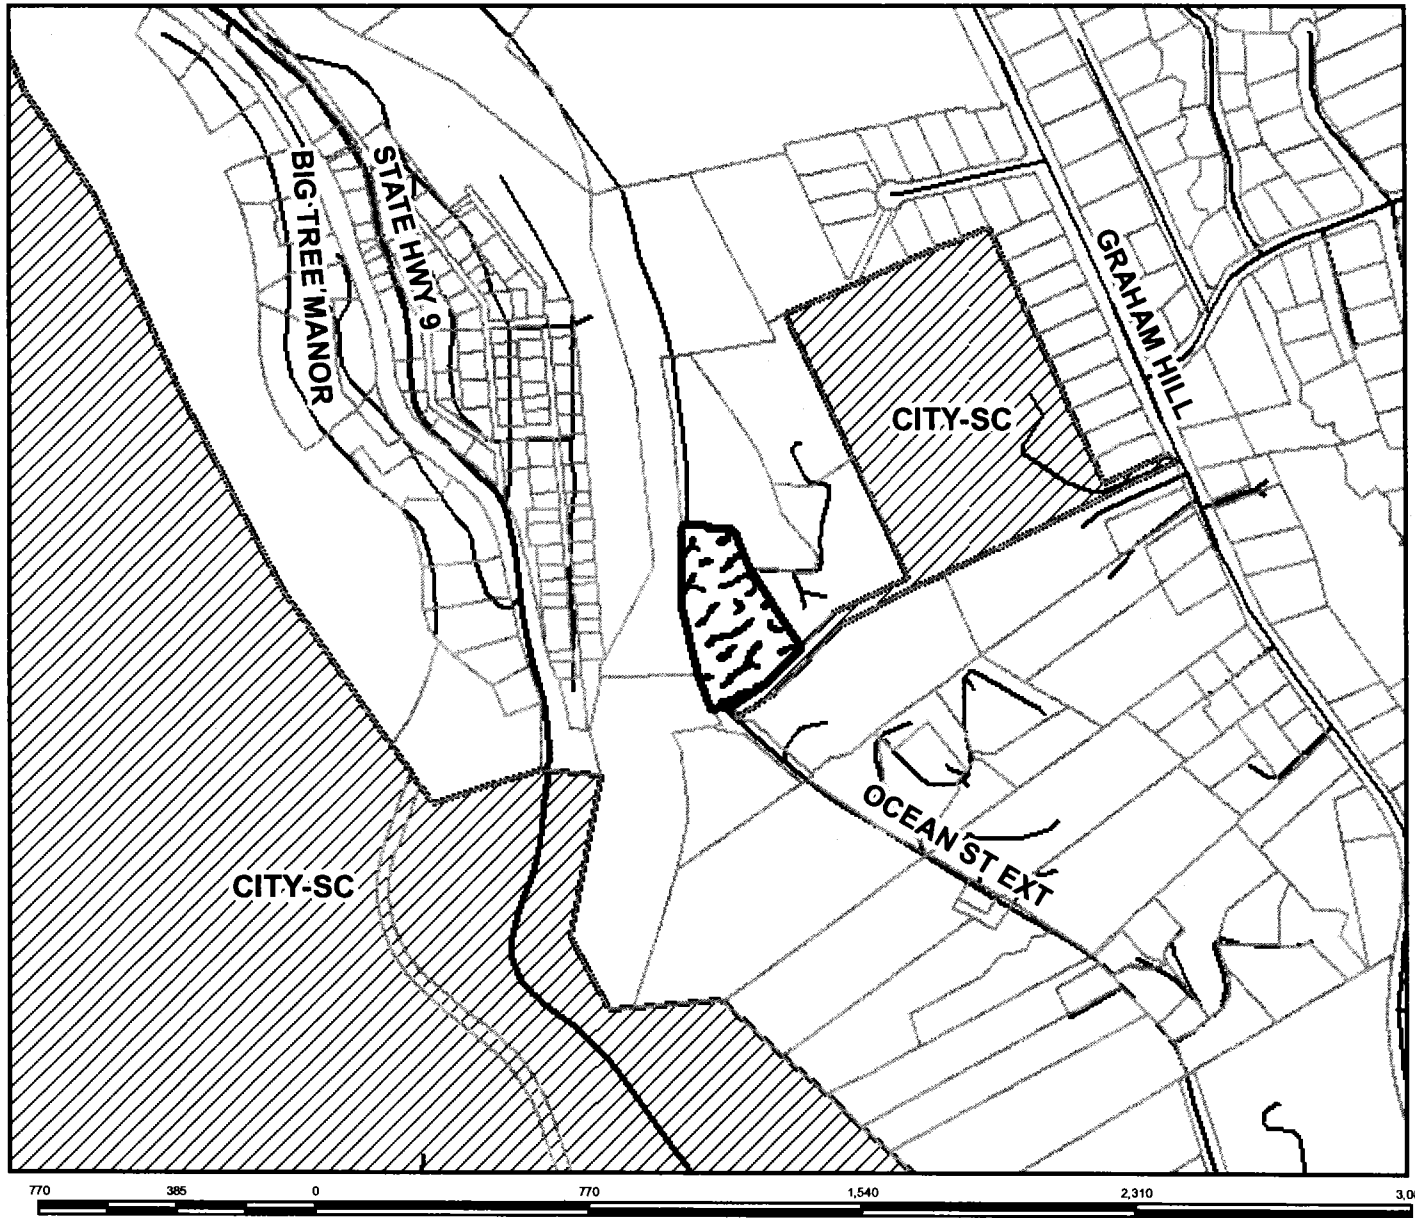 BIG TREE MANOR
STATE HWY 9
GRAHAM HILL
CITY-SC
OCEAN ST EXT
CITY-SC
770 385 0 770 1,540 2,310